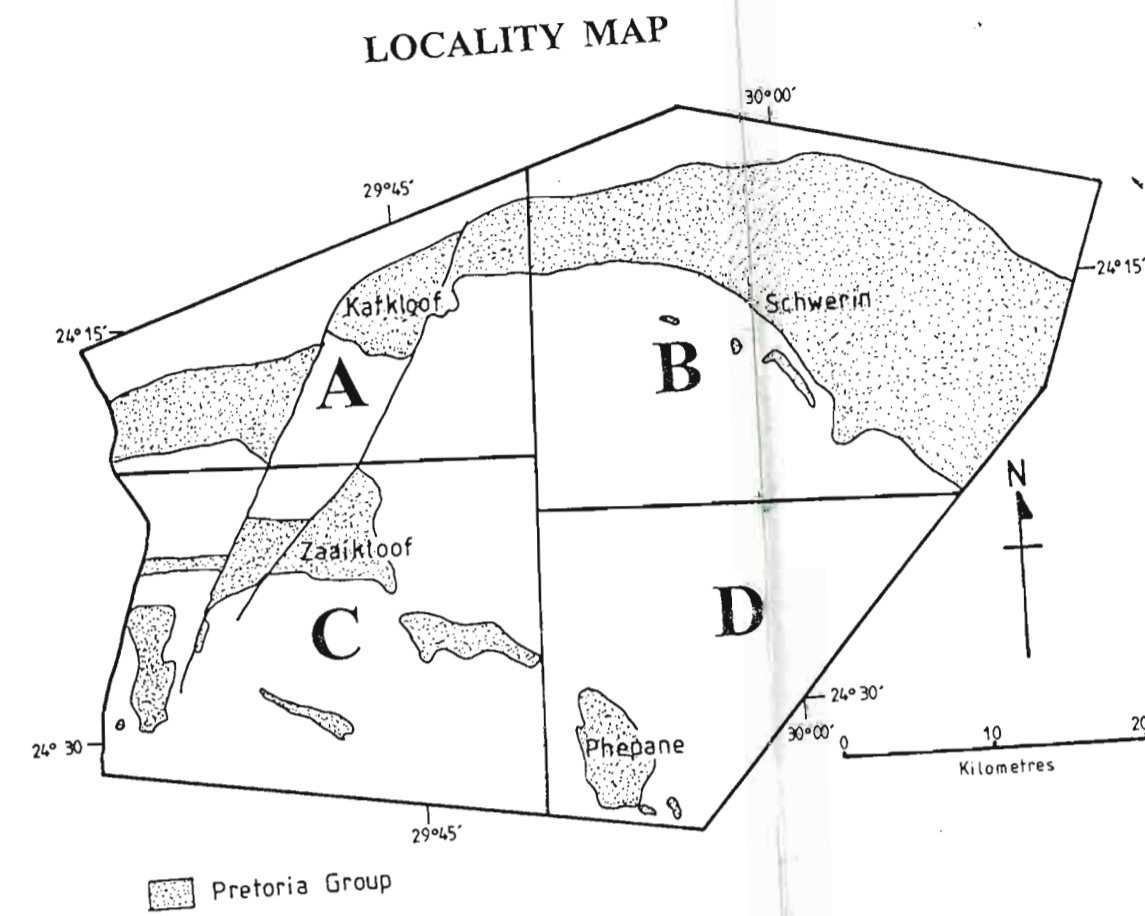 LOCALITY MAP
30°00′
29°45′
24°15′
Katkloof
Schwerin
24°15′
A
B
N
Zaaikloof
C
D
24°30′
30°00′
Phepane
24°30
0 10 20
Kilometres
29°45′
Pretoria Group